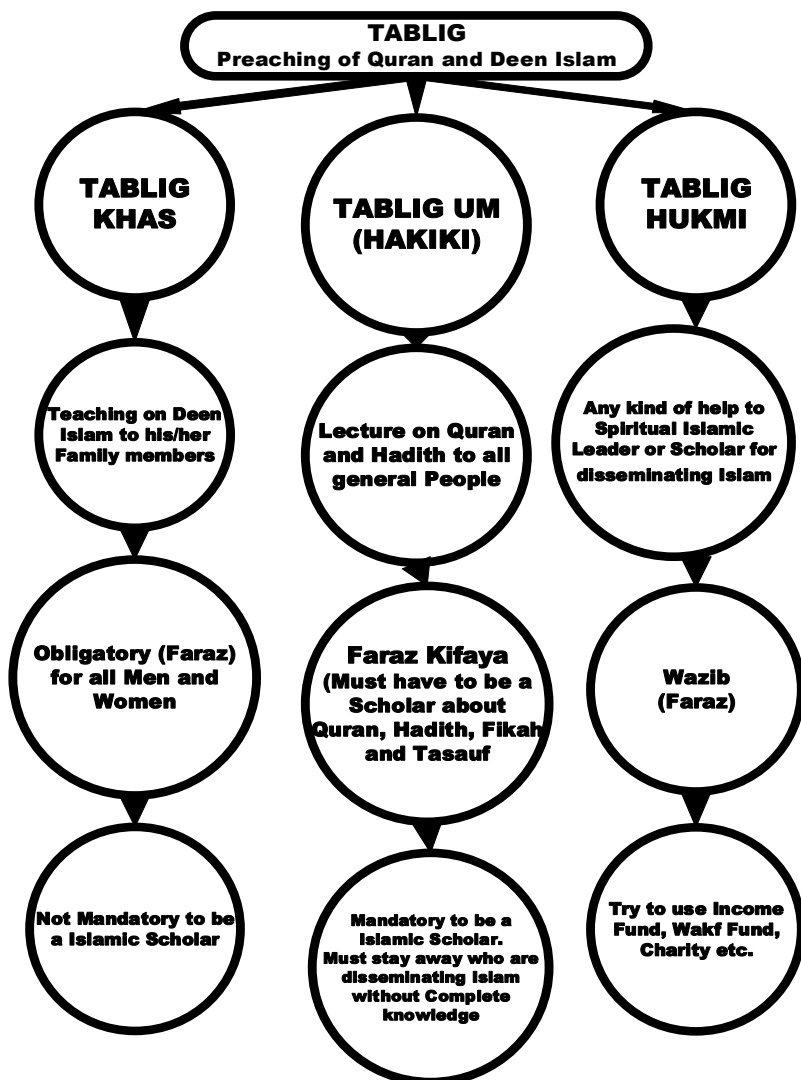 TABLIG
Preaching of Quran and Deen Islam
TABLIG
KHAS
TABLIG UM
(HAKIKI)
TABLIG
HUKMI
Teaching on Deen
Islam to his/her
Family members
Lecture on Quran
and Hadith to all
general People
Any kind of help to
Spiritual Islamic
Leader or Scholar for
disseminating Islam
Obligatory (Faraz)
for all Men and
Women
Faraz Kifaya
(Must have to be a
Scholar about
Quran, Hadith, Fikah
and Tasauf
Wazib
(Faraz)
Not Mandatory to be
a Islamic Scholar
Mandatory to be a
Islamic Scholar.
Must stay away who are
disseminating Islam
without Complete
knowledge
Try to use Income
Fund, Wakf Fund,
Charity etc.